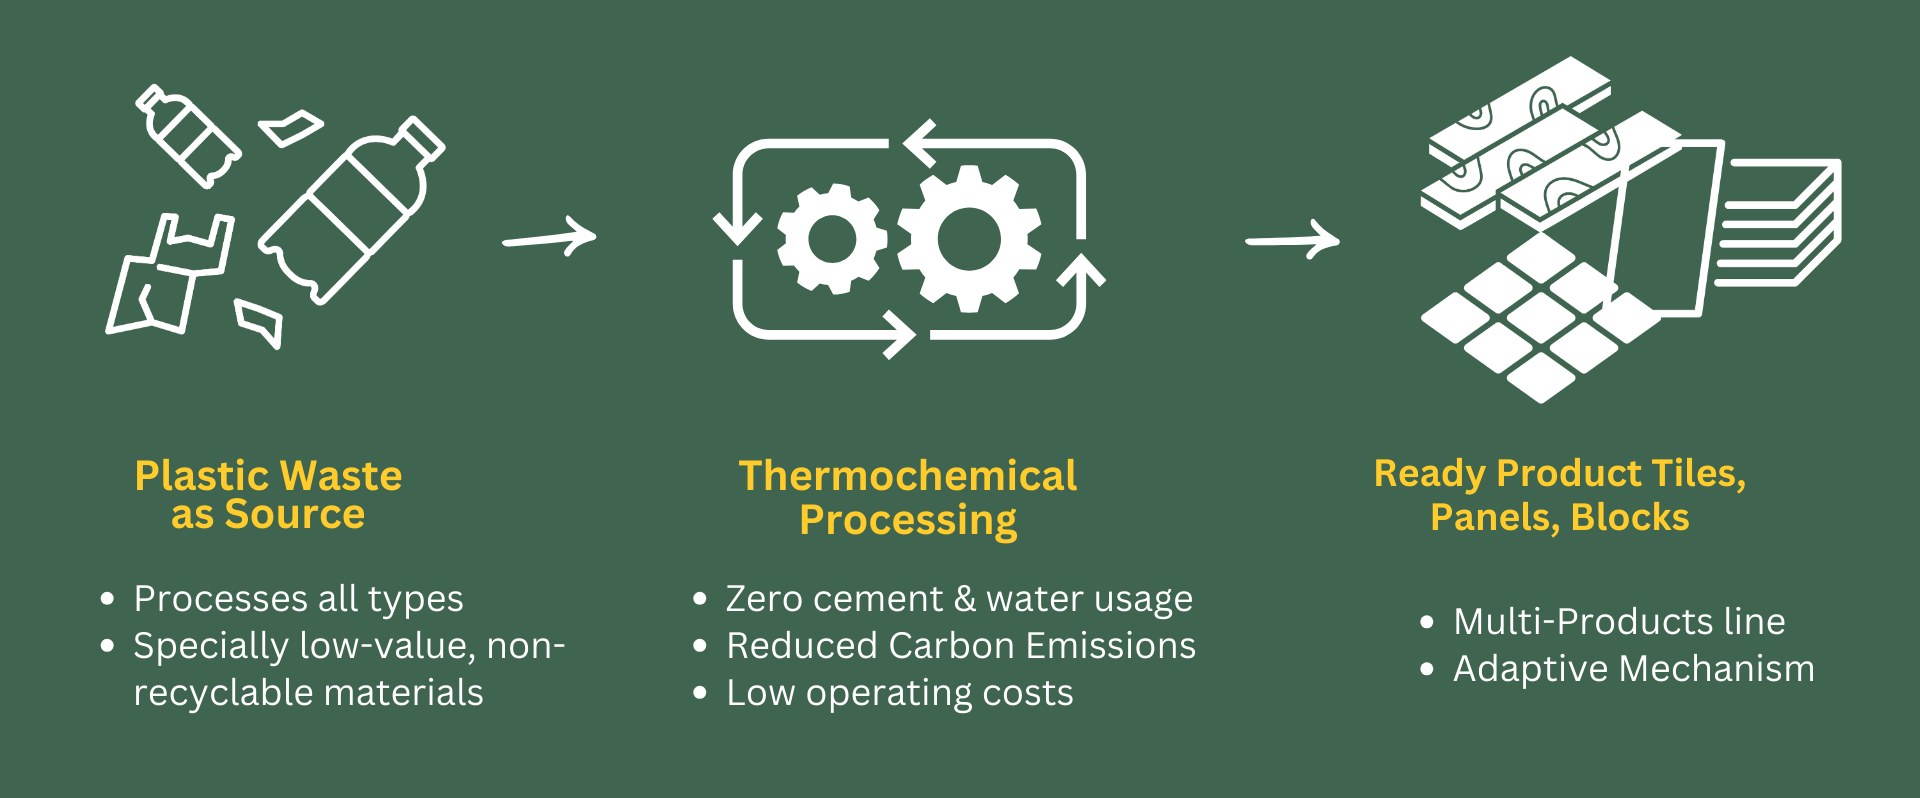 Plastic Waste
as Source
• Processes all types
• Specially low-value, non-
recyclable materials
Thermochemical
Processing
• Zero cement & water usage
• Reduced Carbon Emissions
• Low operating costs
Ready Product Tiles,
Panels, Blocks
• Multi-Products line
• Adaptive Mechanism